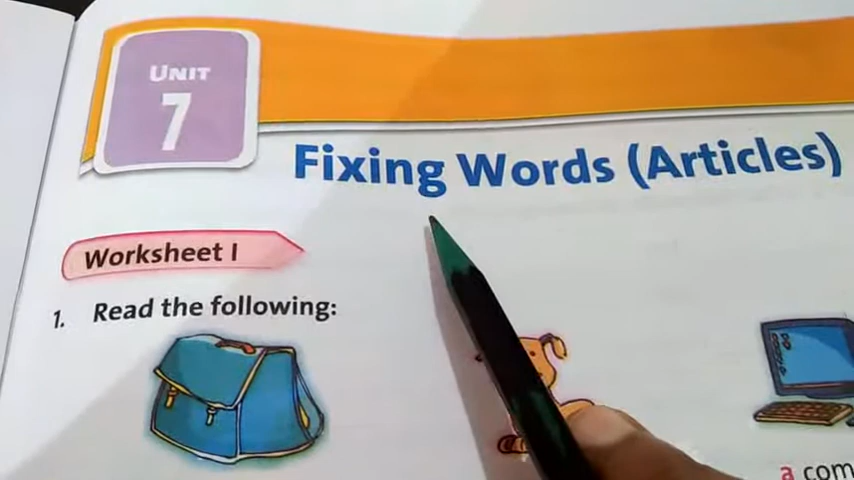 UNIT
7
Fixing Words (Articles)
Worksheet I
1. Read the following:
a com